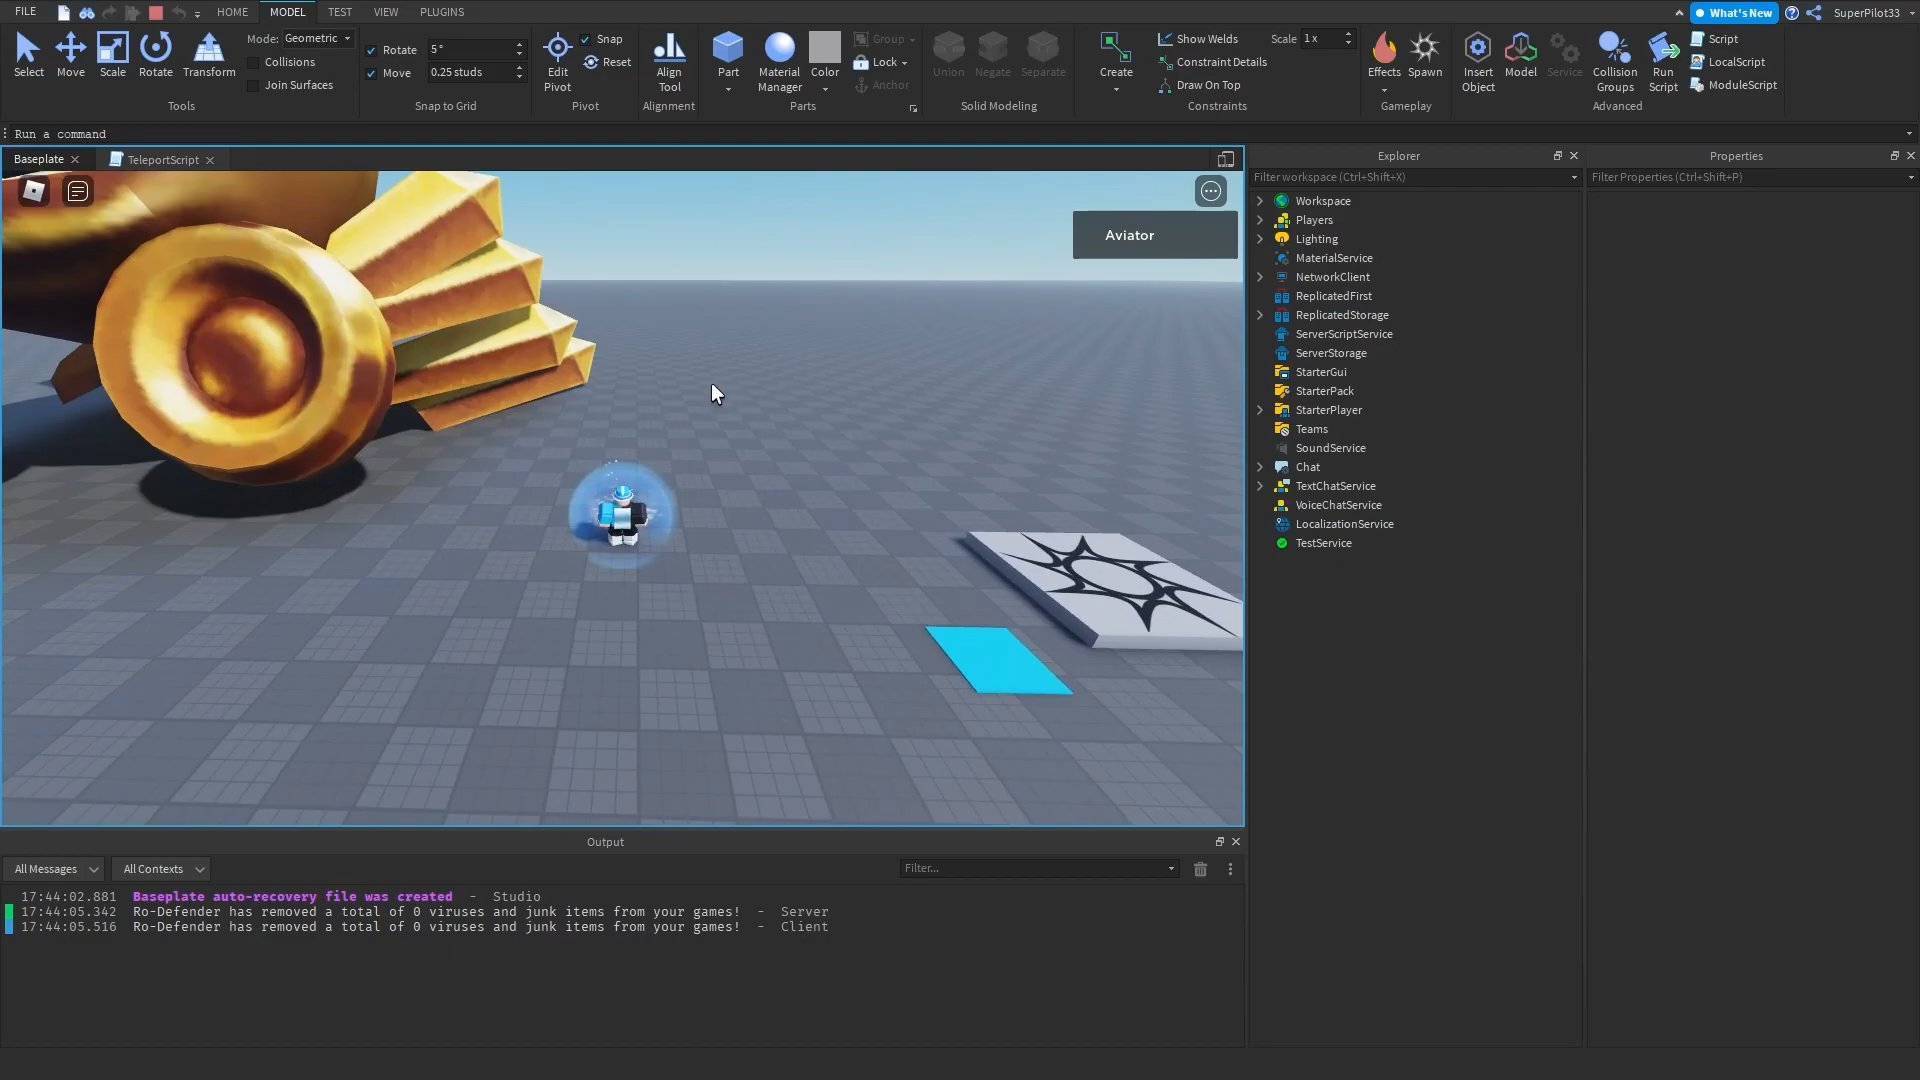 FILE HOME MODEL TEST VIEW PLUGINS What's New SuperPilot33
Select Move Scale Rotate Transform
Mode: Geometric
Collisions
Join Surfaces
Tools
Rotate 5°
Move 0.25 studs
Snap to Grid
Edit Pivot
Snap
Reset
Pivot
Align Tool
Alignment
Part
Material Manager
Color
Group
Lock
Anchor
Parts
Union Negate Separate
Solid Modeling
Create
Show Welds
Scale 1 x
Constraint Details
Draw On Top
Constraints
Effects Spawn
Gameplay
Insert Object
Model
Service
Collision Groups
Run Script
Script
LocalScript
ModuleScript
Advanced
Run a command
Baseplate TeleportScript
Aviator
Explorer
Filter workspace (Ctrl+Shift+X)
Workspace
Players
Lighting
MaterialService
NetworkClient
ReplicatedFirst
ReplicatedStorage
ServerScriptService
ServerStorage
StarterGui
StarterPack
StarterPlayer
Teams
SoundService
Chat
TextChatService
VoiceChatService
LocalizationService
TestService
Properties
Filter Properties (Ctrl+Shift+P)
Output
All Messages All Contexts Filter...
17:44:02.881 Baseplate auto-recovery file was created - Studio
17:44:05.342 Ro-Defender has removed a total of 0 viruses and junk items from your games! - Server
17:44:05.516 Ro-Defender has removed a total of 0 viruses and junk items from your games! - Client